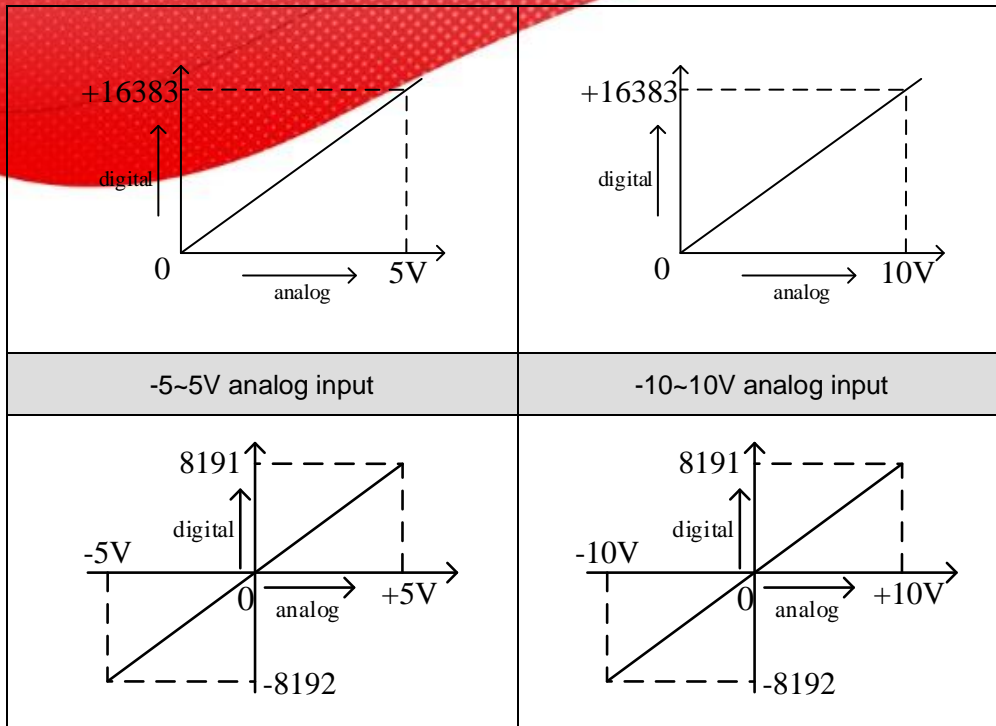 +16383
digital
0
5V
analog
+16383
digital
0
10V
analog
-5~5V analog input
-10~10V analog input
8191
digital
-5V
0
analog
+5V
-8192
8191
digital
-10V
0
analog
+10V
-8192